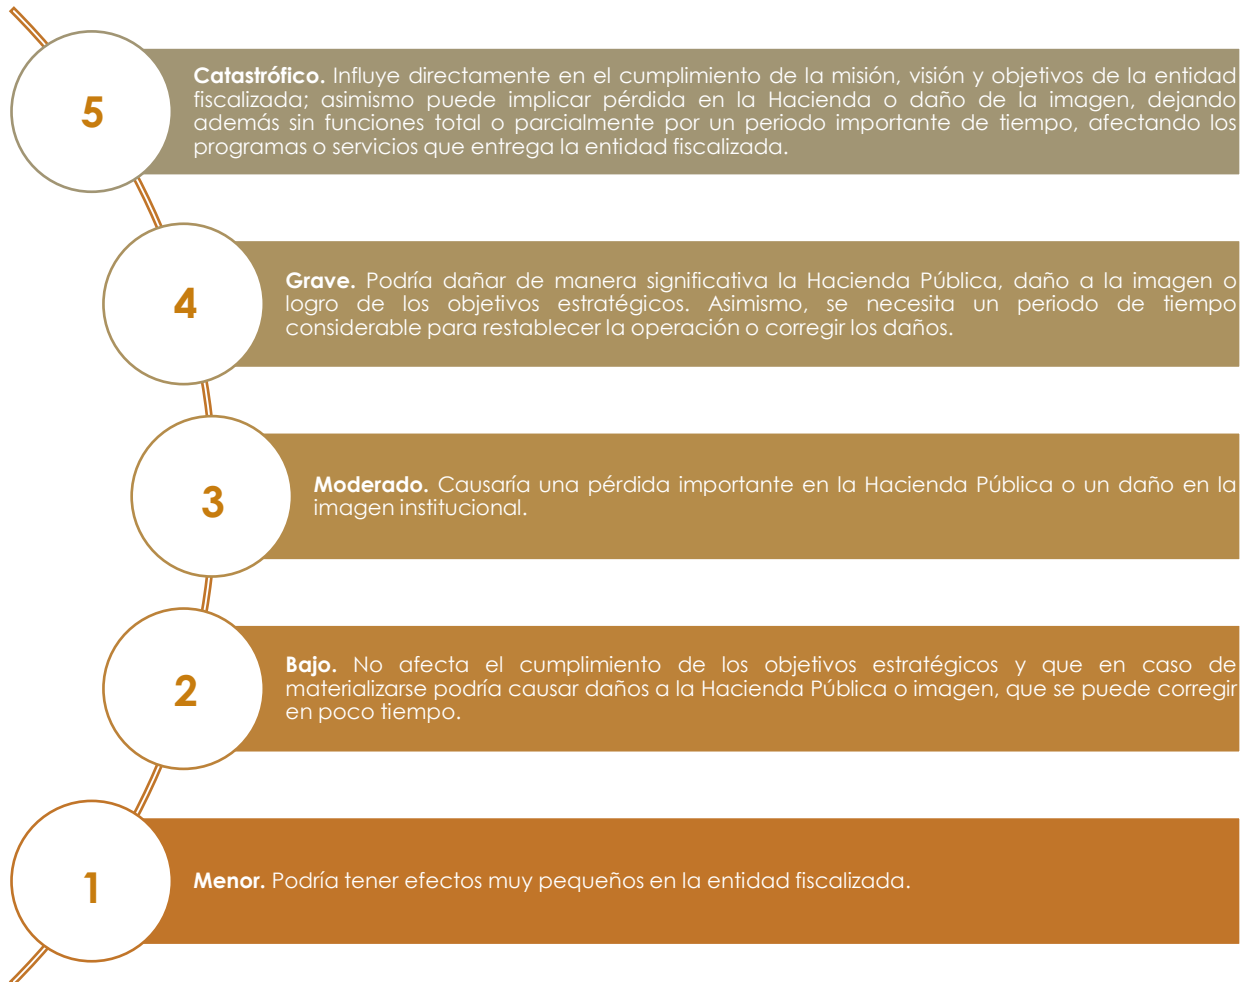 5
Catastrófico. Influye directamente en el cumplimiento de la misión, visión y objetivos de la entidad
fiscalizada; asimismo puede implicar pérdida en la Hacienda o daño de la imagen, dejando
además sin funciones total o parcialmente por un periodo importante de tiempo, afectando los
programas o servicios que entrega la entidad fiscalizada.
4
Grave. Podría dañar de manera significativa la Hacienda Pública, daño a la imagen o
logro de los objetivos estratégicos. Asimismo, se necesita un periodo de tiempo
considerable para restablecer la operación o corregir los daños.
3
Moderado. Causaría una pérdida importante en la Hacienda Pública o un daño en la
imagen institucional.
2
Bajo. No afecta el cumplimiento de los objetivos estratégicos y que en caso de
materializarse podría causar daños a la Hacienda Pública o imagen, que se puede corregir
en poco tiempo.
1
Menor. Podría tener efectos muy pequeños en la entidad fiscalizada.